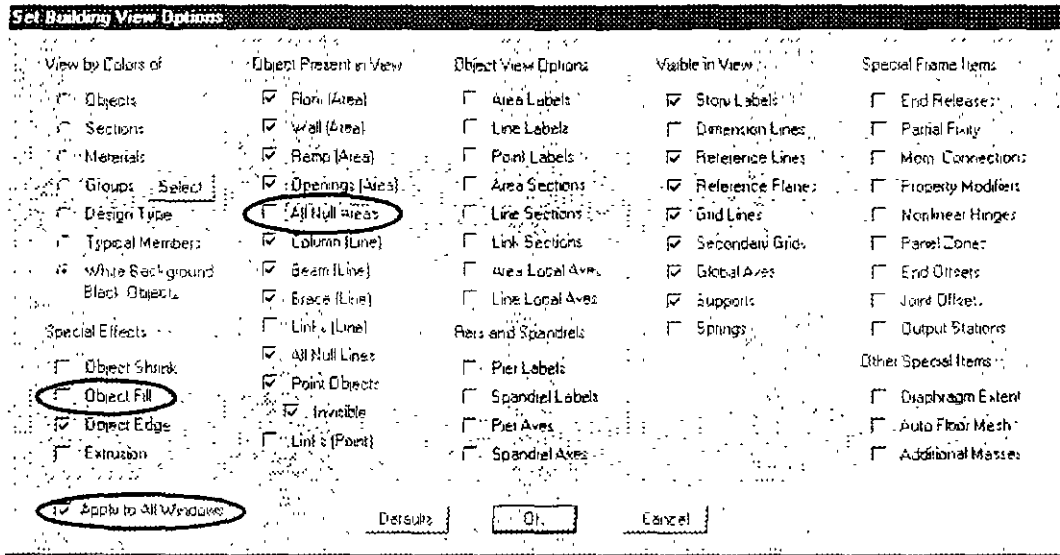 Set Building View Options
View by Colors of
Objects
Sections
Materials
Groups
Select
Design Type
Typical Members
White Background
Black Objects
Special Effects
Object Shrink
Object Fill
Object Edge
Extrusion
Apply to All Windows
Object Present in View
Floor (Area)
Wall (Area)
Ramp (Area)
Openings (Area)
All Null Areas
Column (Line)
Beam (Line)
Brace (Line)
Links (Line)
All Null Lines
Point Objects
Invisible
Links (Point)
Object View Options
Area Labels
Line Labels
Point Labels
Area Sections
Line Sections
Link Sections
Area Local Axes
Line Local Axes
Piers and Spandrels
Pier Labels
Spandrel Labels
Pier Axes
Spandrel Axes
Visible in View
Story Labels
Dimension Lines
Reference Lines
Reference Planes
Grid Lines
Secondary Grids
Global Axes
Supports
Springs
Special Frame Items
End Releases
Partial Fixity
Mom. Connections
Property Modifiers
Nonlinear Hinges
Panel Zones
End Offsets
Joint Offsets
Output Stations
Other Special Items
Diaphragm Extent
Auto Floor Mesh
Additional Masses
Defaults
OK
Cancel